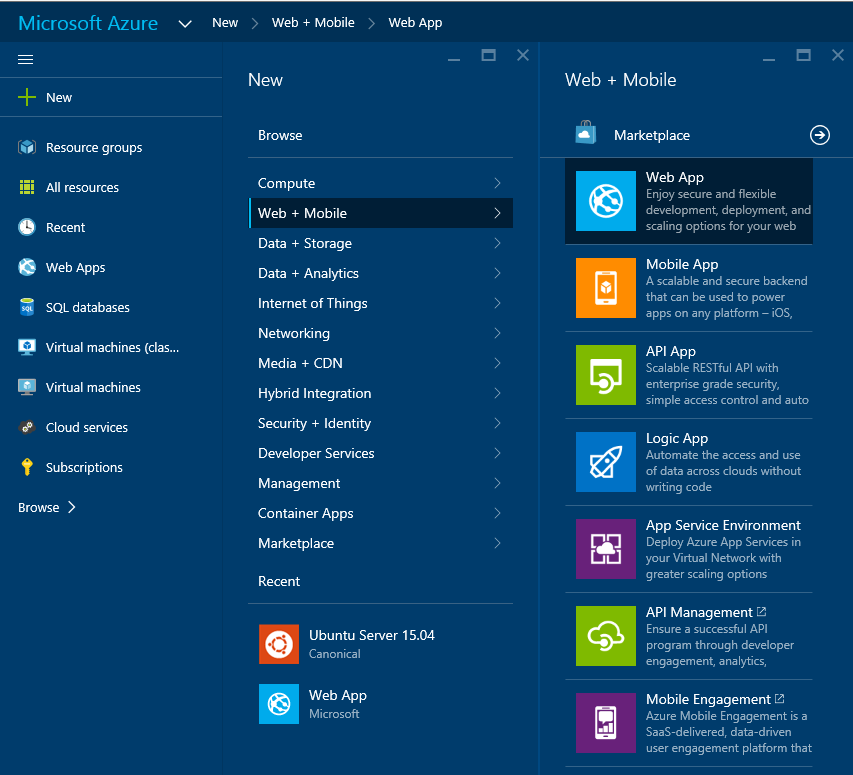 Microsoft Azure
New
Web + Mobile
Web App
New
Resource groups
All resources
Recent
Web Apps
SQL
SQL databases
Virtual machines (clas...
Virtual machines
Cloud services
Subscriptions
Browse
New
Browse
Compute
Web + Mobile
Data + Storage
Data + Analytics
Internet of Things
Networking
Media + CDN
Hybrid Integration
Security + Identity
Developer Services
Management
Container Apps
Marketplace
Recent
Ubuntu Server 15.04
Canonical
Web App
Microsoft
Web + Mobile
Marketplace
Web App
Enjoy secure and flexible
development, deployment, and
scaling options for your web
Mobile App
A scalable and secure backend
that can be used to power
apps on any platform – iOS,
API App
Scalable RESTful API with
enterprise grade security,
simple access control and auto
Logic App
Automate the access and use
of data across clouds without
writing code
App Service Environment
Deploy Azure App Services in
your Virtual Network with
greater scaling options
API Management
Ensure a successful API
program through developer
engagement, analytics,
Mobile Engagement
Azure Mobile Engagement is a
SaaS-delivered, data-driven
user engagement platform that